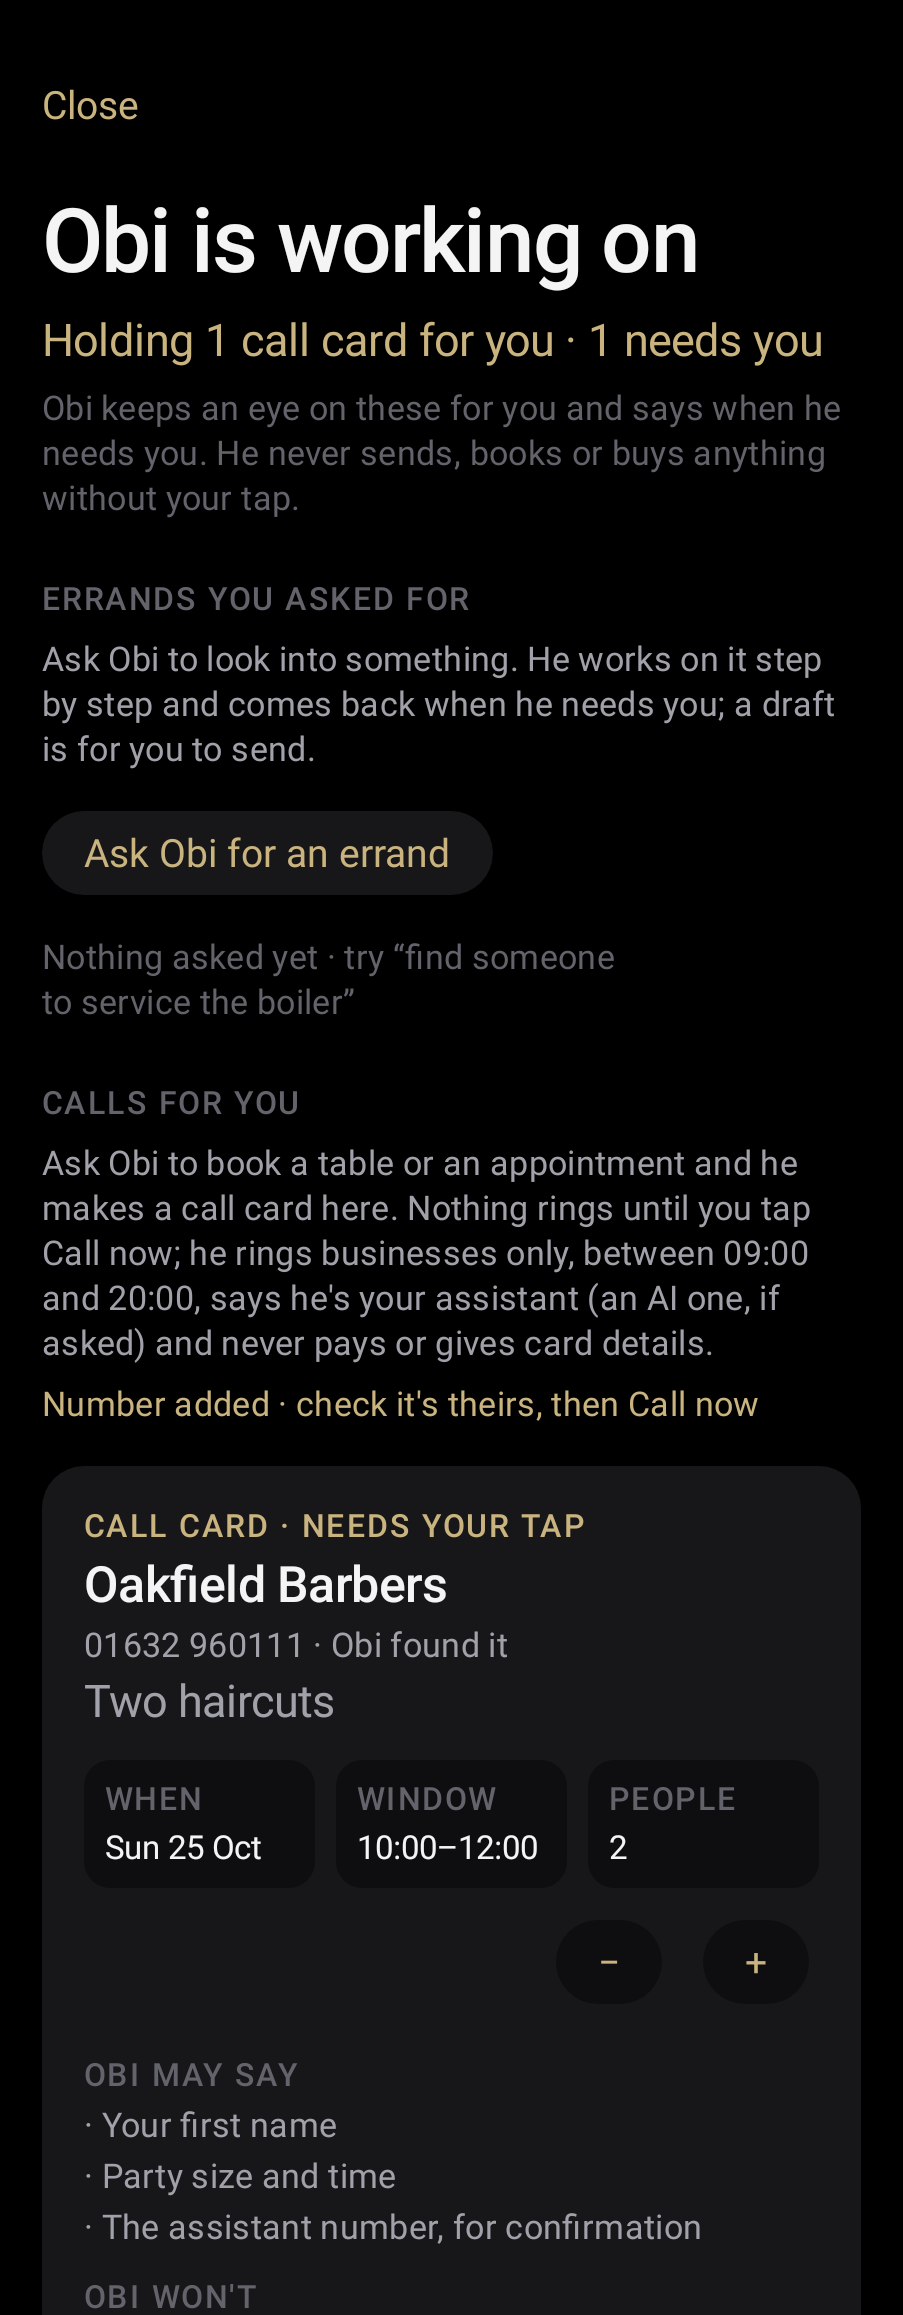 Close
Obi is working on
Holding 1 call card for you · 1 needs you
Obi keeps an eye on these for you and says when he
needs you. He never sends, books or buys anything
without your tap.
ERRANDS YOU ASKED FOR
Ask Obi to look into something. He works on it step
by step and comes back when he needs you; a draft
is for you to send.
Ask Obi for an errand
Nothing asked yet · try “find someone
to service the boiler”
CALLS FOR YOU
Ask Obi to book a table or an appointment and he
makes a call card here. Nothing rings until you tap
Call now; he rings businesses only, between 09:00
and 20:00, says he's your assistant (an AI one, if
asked) and never pays or gives card details.
Number added · check it's theirs, then Call now
CALL CARD · NEEDS YOUR TAP
Oakfield Barbers
01632 960111 · Obi found it
Two haircuts
WHEN WINDOW PEOPLE
Sun 25 Oct 10:00–12:00 2
− +
OBI MAY SAY
· Your first name
· Party size and time
· The assistant number, for confirmation
OBI WON'T